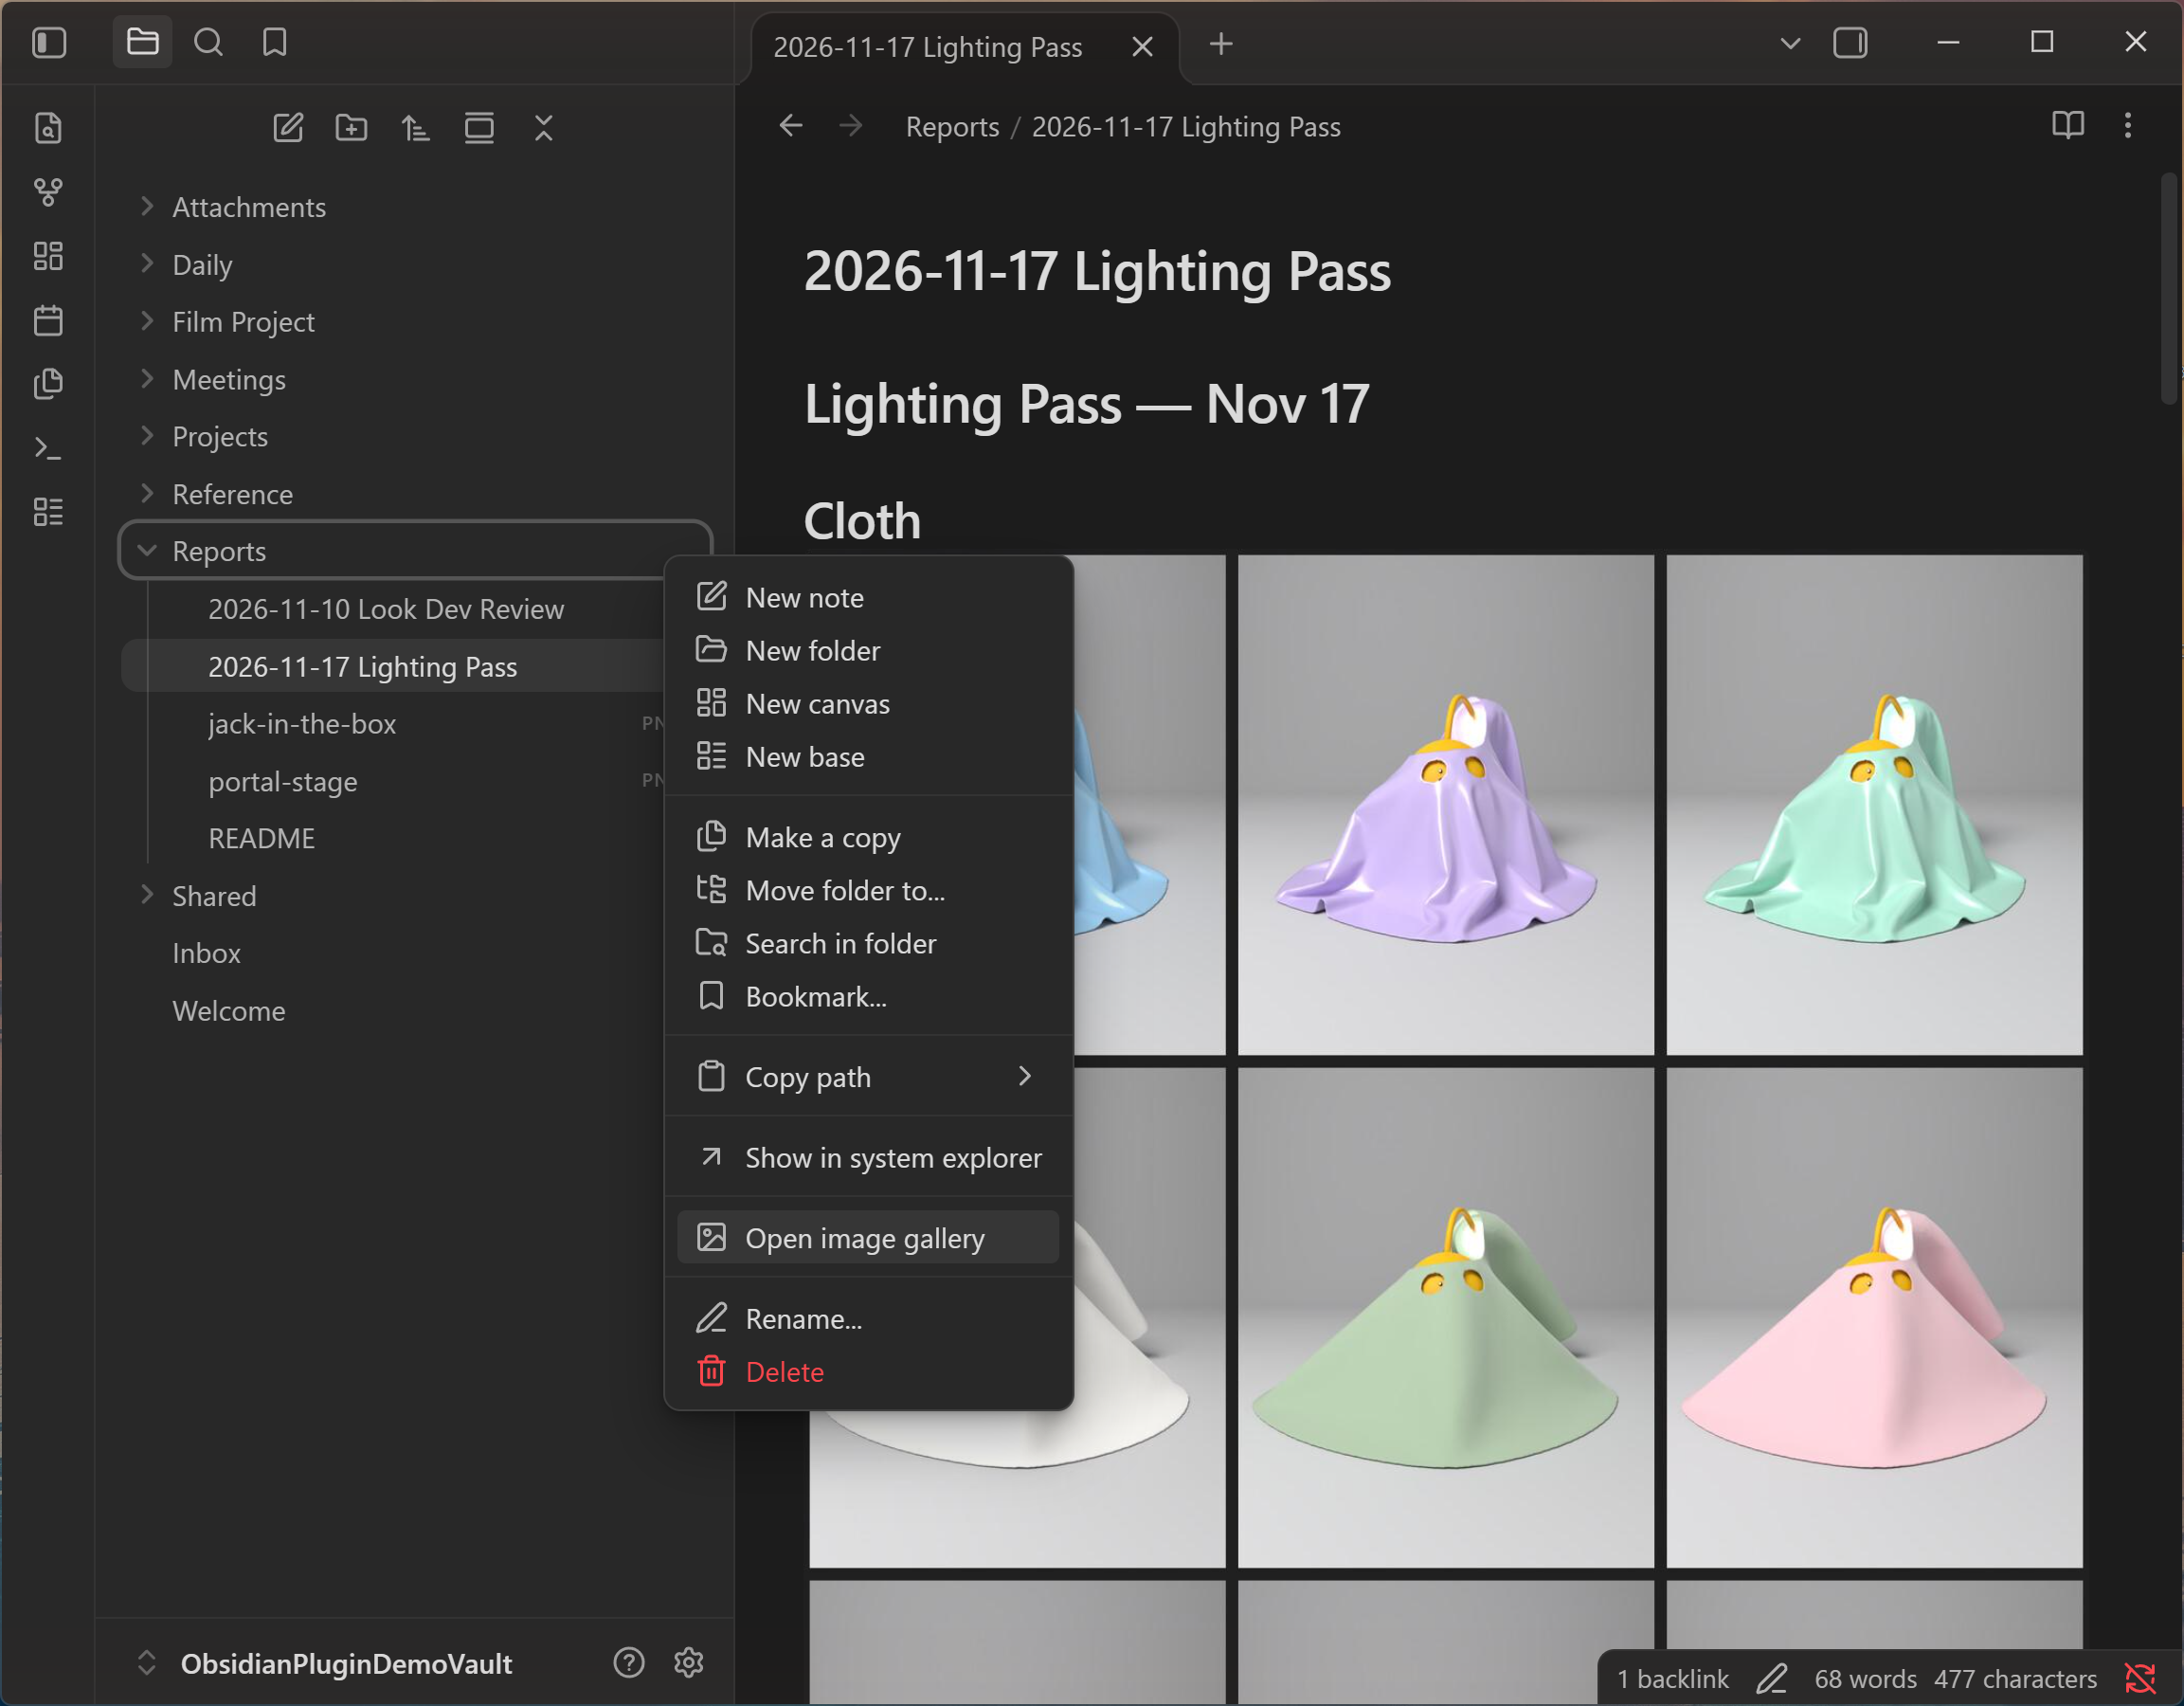 2026-11-17 Lighting Pass
Reports / 2026-11-17 Lighting Pass
Attachments
Daily
Film Project
Meetings
Projects
Reference
Reports
2026-11-10 Look Dev Review
2026-11-17 Lighting Pass
jack-in-the-box
portal-stage
README
Shared
Inbox
Welcome
ObsidianPluginDemoVault
2026-11-17 Lighting Pass
Lighting Pass — Nov 17
Cloth
New note
New folder
New canvas
New base
Make a copy
Move folder to...
Search in folder
Bookmark...
Copy path
Show in system explorer
Open image gallery
Rename...
Delete
1 backlink 68 words 477 characters